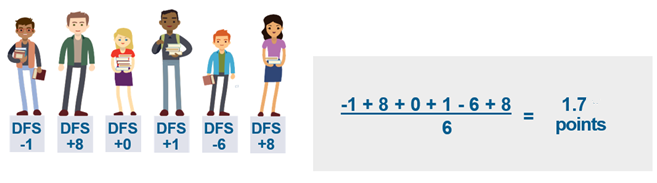 DFS DFS DFS DFS DFS DFS
-1 +8 +0 +1 -6 +8
-1 + 8 + 0 + 1 - 6 + 8
6
=
1.7
points